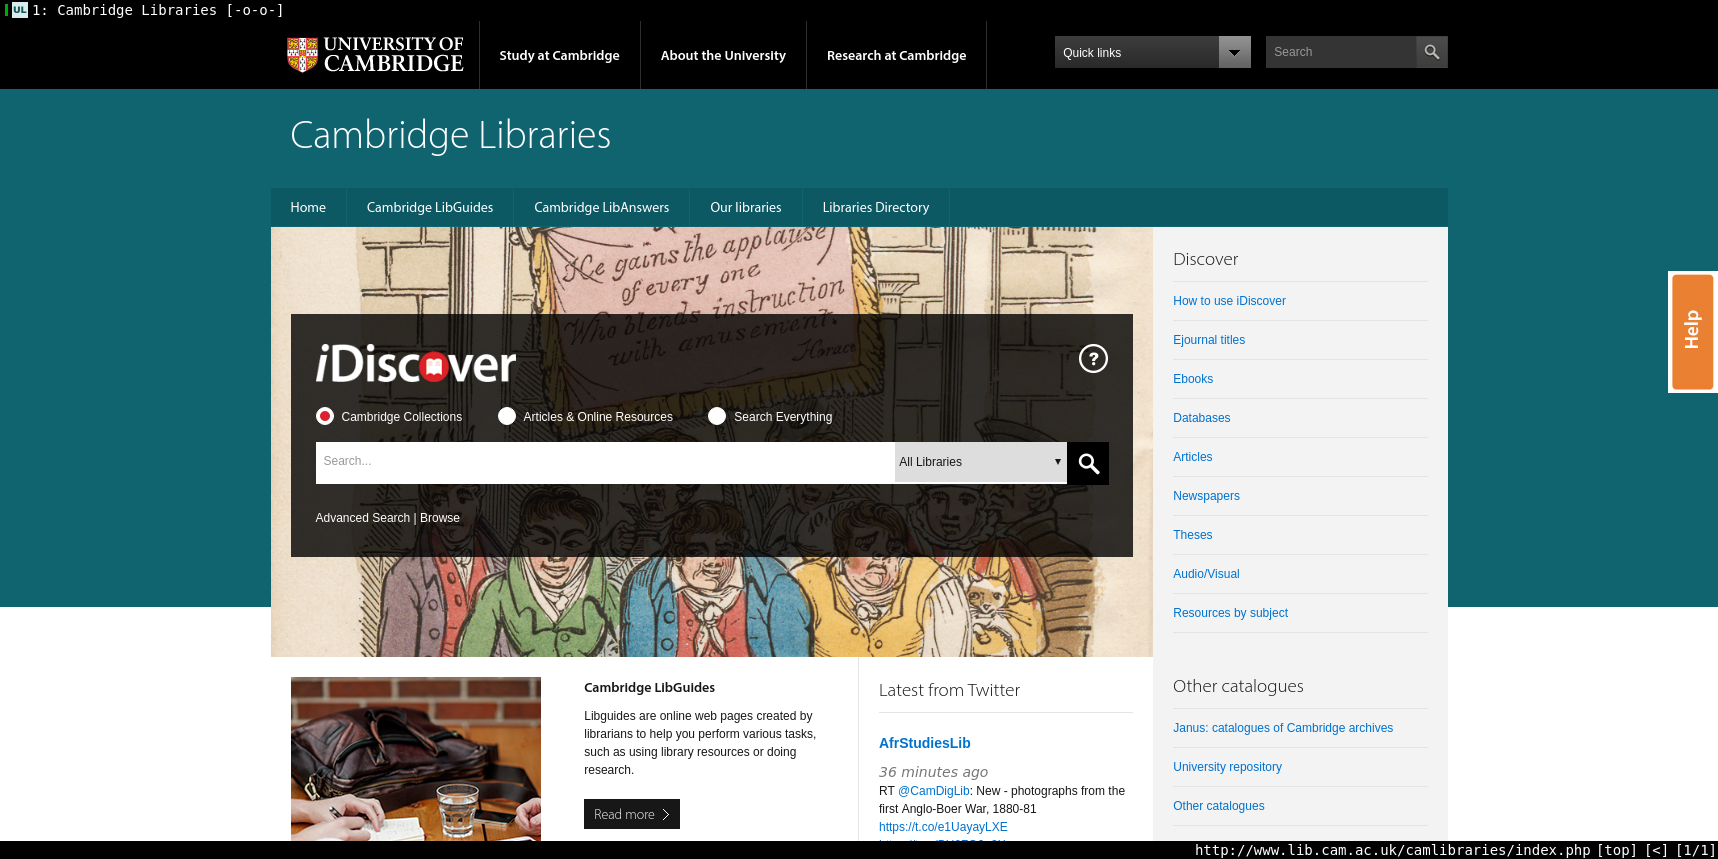 UL 1: Cambridge Libraries [-o-o-]
UNIVERSITY OF
CAMBRIDGE
Study at Cambridge
About the University
Research at Cambridge
Quick links
Search
Cambridge Libraries
Home
Cambridge LibGuides
Cambridge LibAnswers
Our libraries
Libraries Directory
He gains the applause
of every one
Who blends instruction
with amusement.
Horace
iDiscover
?
Cambridge Collections
Articles & Online Resources
Search Everything
Search...
All Libraries
Advanced Search | Browse
Discover
How to use iDiscover
Ejournal titles
Ebooks
Databases
Articles
Newspapers
Theses
Audio/Visual
Resources by subject
Other catalogues
Janus: catalogues of Cambridge archives
University repository
Other catalogues
Help
Cambridge LibGuides
Libguides are online web pages created by
librarians to help you perform various tasks,
such as using library resources or doing
research.
Read more
Latest from Twitter
AfrStudiesLib
36 minutes ago
RT @CamDigLib: New - photographs from the
first Anglo-Boer War, 1880-81
https://t.co/e1UayayLXE
http://www.lib.cam.ac.uk/camlibraries/index.php [top] [<] [1/1]